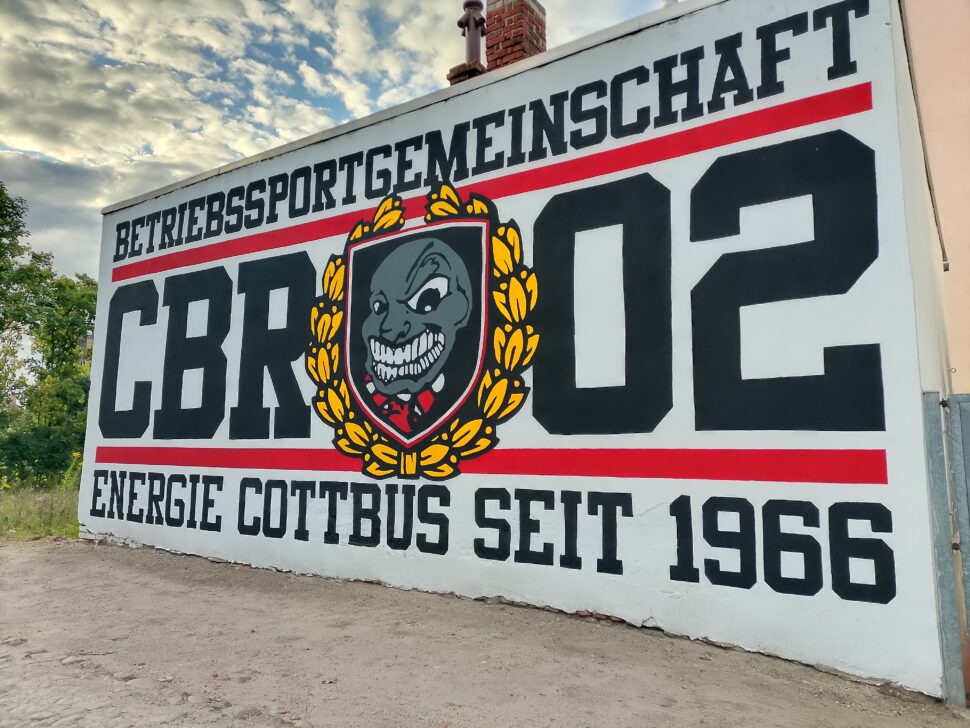 BETRIEBSSPORTGEMEINSCHAFT
CBR 02
ENERGIE COTTBUS SEIT 1966